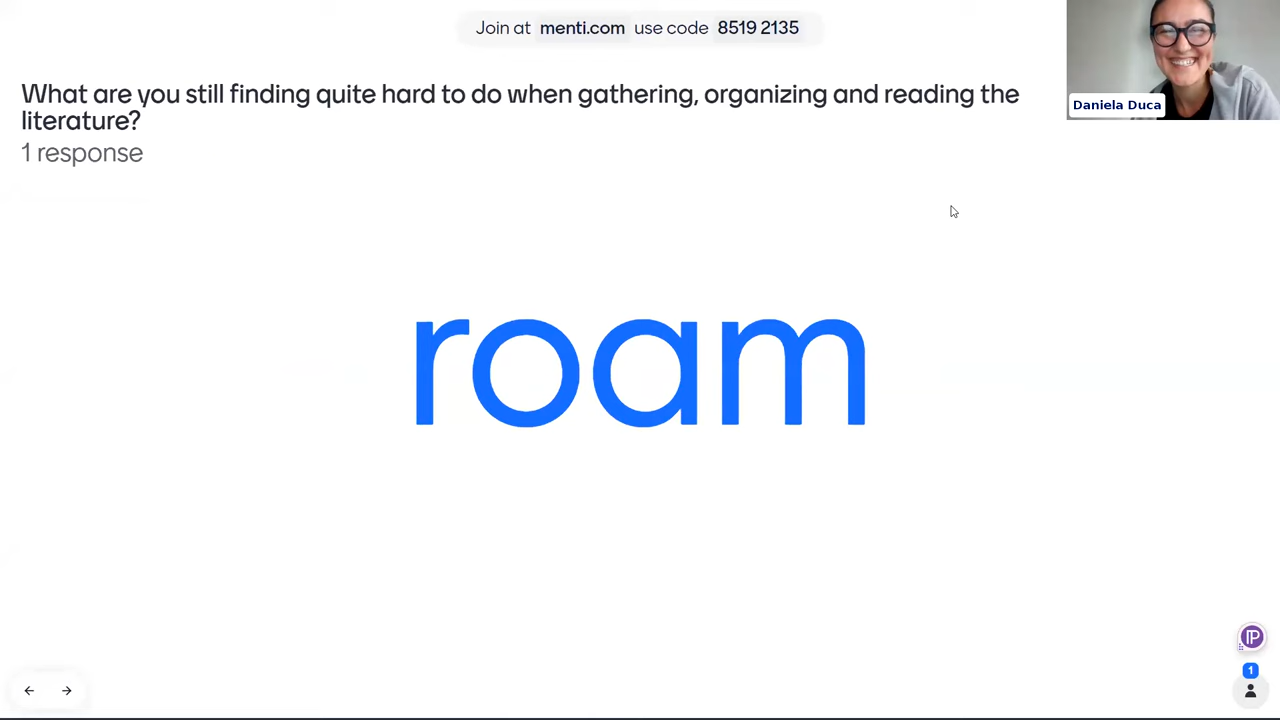 Join at menti.com use code 8519 2135
Daniela Duca
What are you still finding quite hard to do when gathering, organizing and reading the
literature?
1 response
roam
1